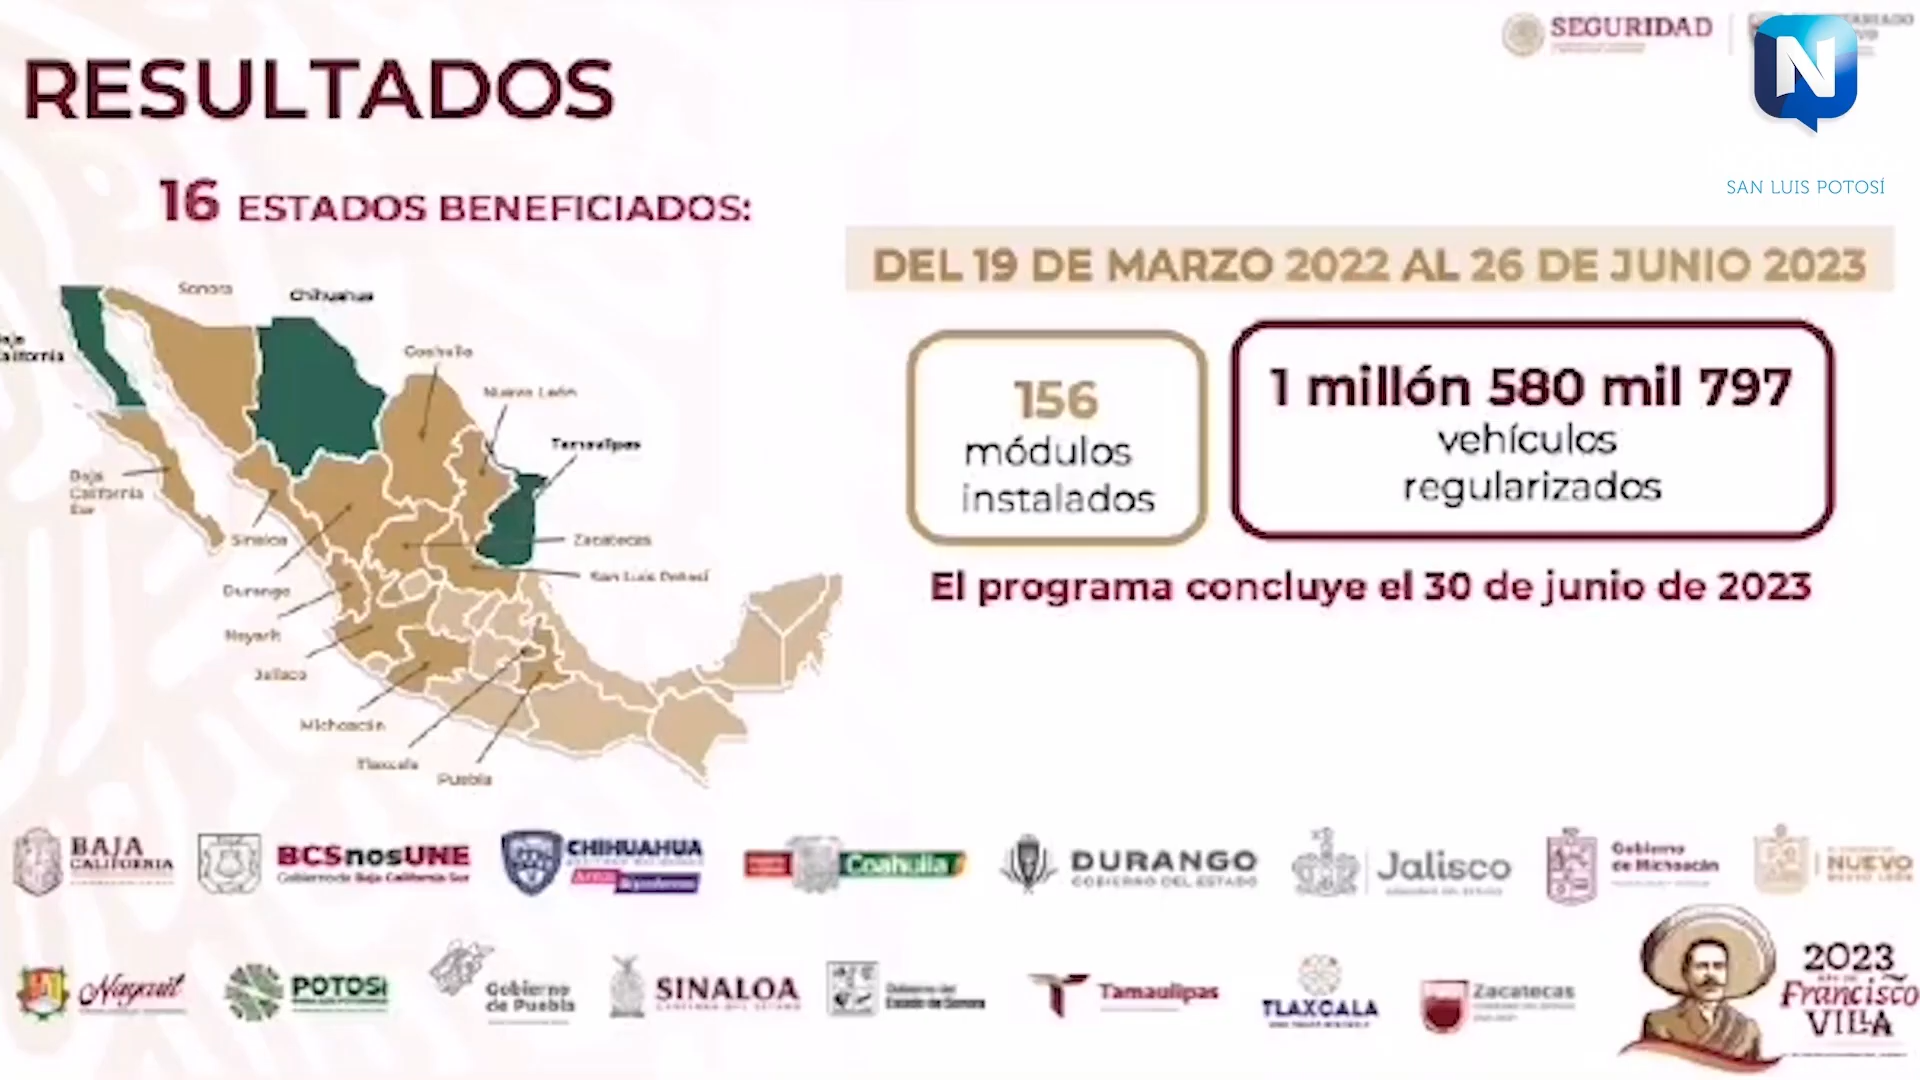 SEGURIDAD
N
SAN LUIS POTOSÍ
RESULTADOS
16 ESTADOS BENEFICIADOS:
DEL 19 DE MARZO 2022 AL 26 DE JUNIO 2023
156
módulos
instalados
1 millón 580 mil 797
vehículos
regularizados
El programa concluye el 30 de junio de 2023
Sonora
Chihuahua
Coahuila
Nuevo León
Tamaulipas
Baja
California
Sur
Sinaloa
Zacatecas
San Luis Potosí
Durango
Nayarit
Jalisco
Michoacán
Tlaxcala
Puebla
BAJA
CALIFORNIA
BCSnosUNE
Gobierno de Baja California Sur
CHIHUAHUA
Coahuila
DURANGO
GOBIERNO DEL ESTADO
Jalisco
Gobierno
de Michoacán
NUEVO
Nayarit
POTOSÍ
Gobierno
de Puebla
SINALOA
Gobierno del
Estado de Sonora
Tamaulipas
TLAXCALA
Zacatecas
2023
Francisco
VILLA